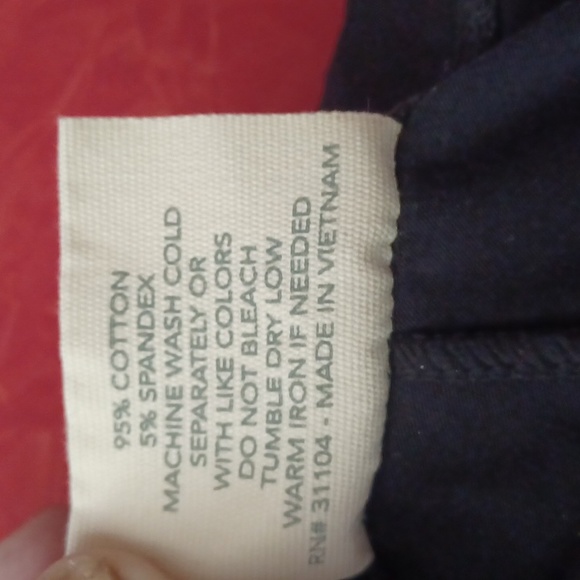 95% COTTON
5% SPANDEX
MACHINE WASH COLD
SEPARATELY OR
WITH LIKE COLORS
DO NOT BLEACH
TUMBLE DRY LOW
WARM IRON IF NEEDED
RN# 31104 - MADE IN VIETNAM